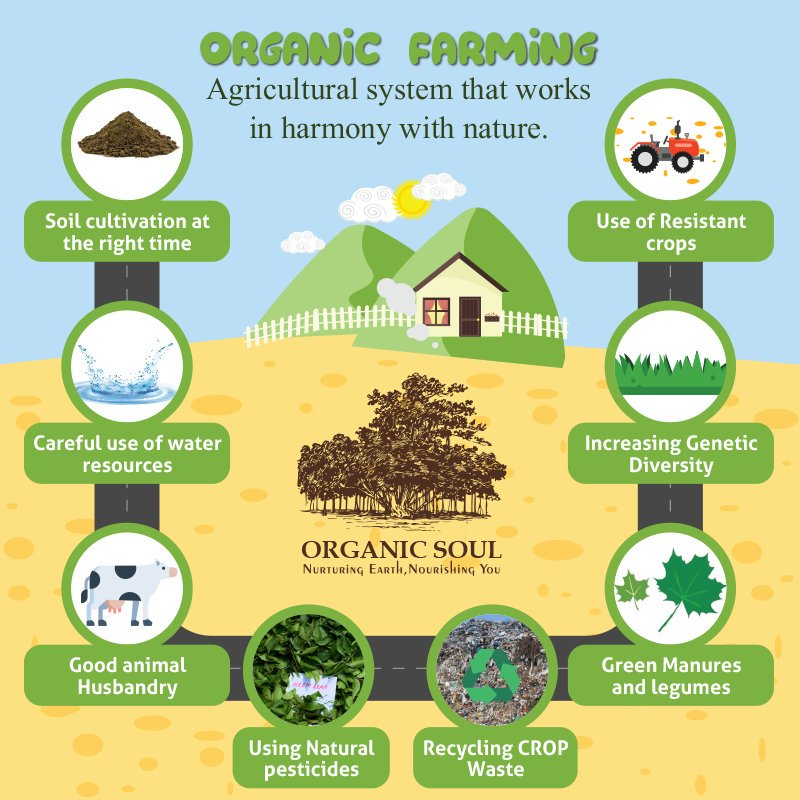 ORGANIC FARMING
Agricultural system that works
in harmony with nature.
Soil cultivation at
the right time
Use of Resistant
crops
Careful use of water
resources
Increasing Genetic
Diversity
ORGANIC SOUL
Nurturing Earth, Nourishing You
Good animal
Husbandry
Green Manures
and legumes
NEEM LEAF
Using Natural
pesticides
Recycling CROP
Waste